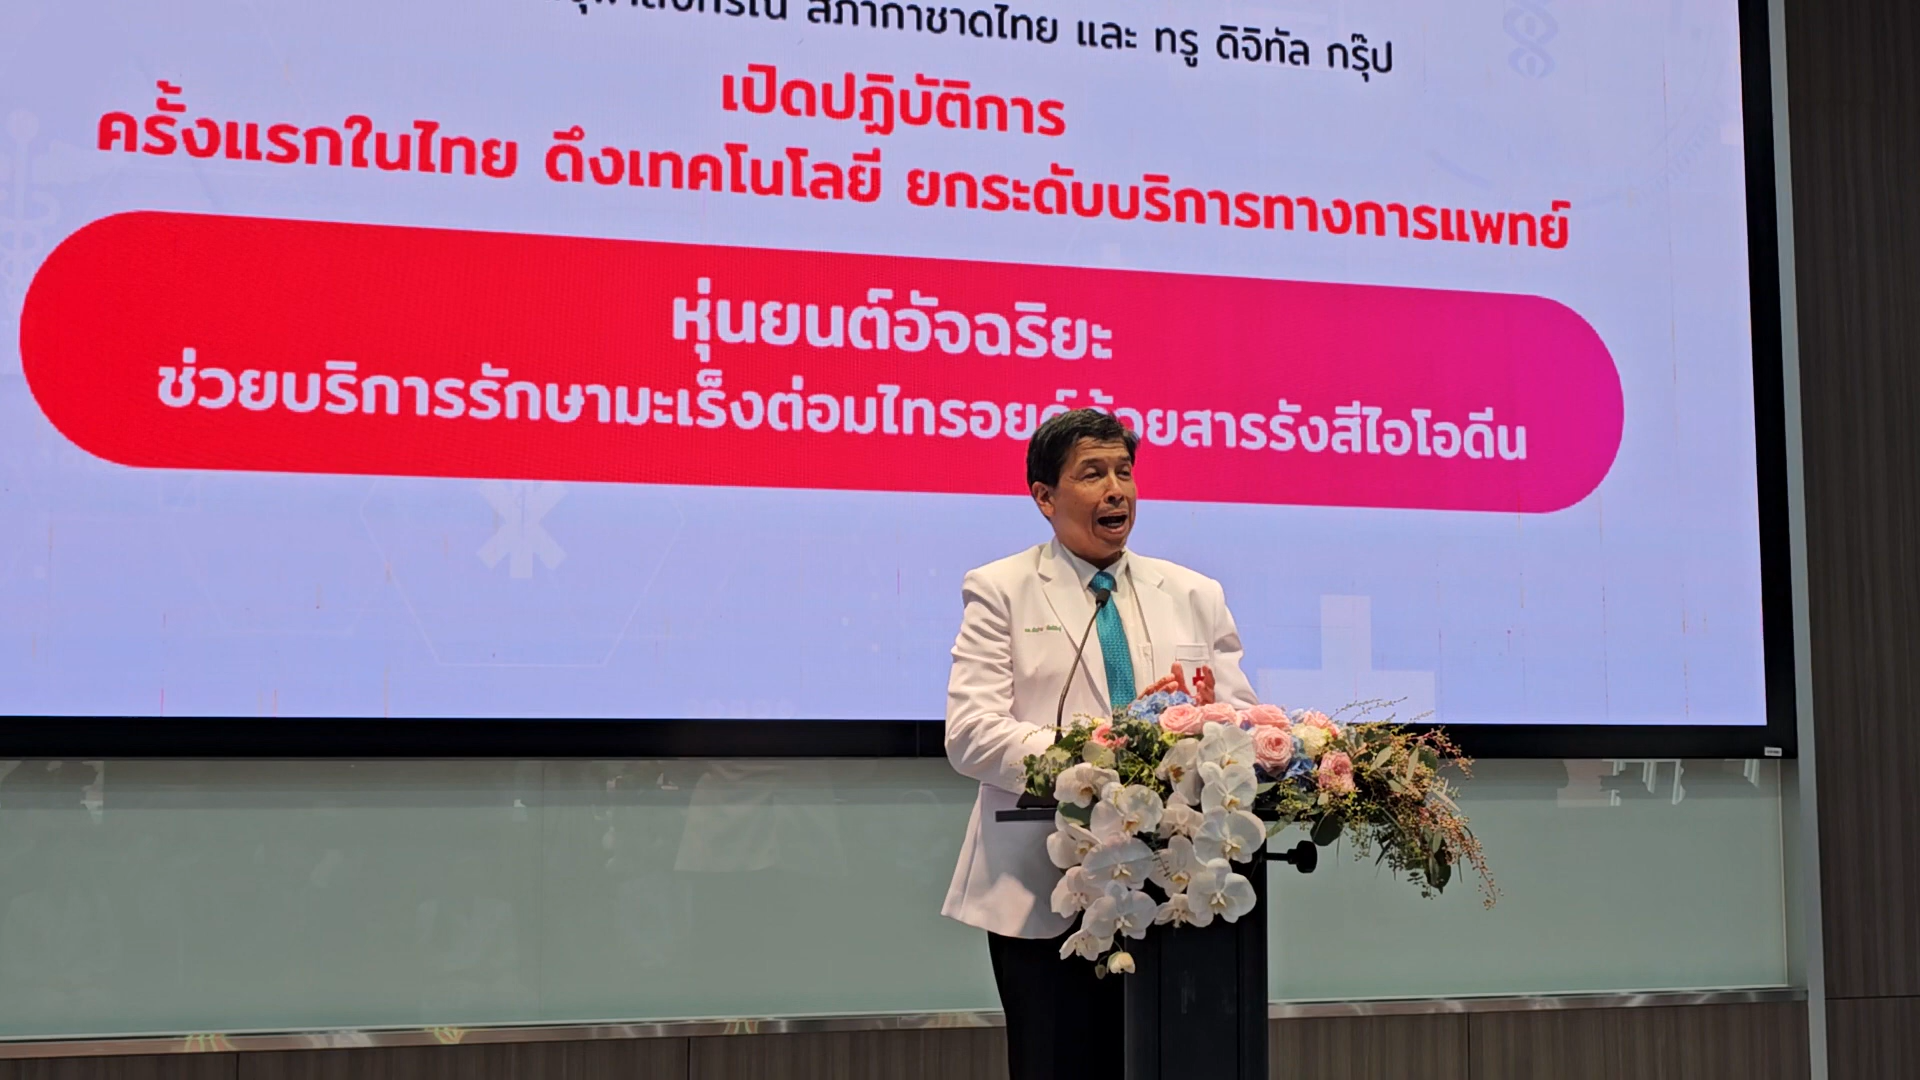 สภากาชาดไทย และ ทรู ดิจิทัล กรุ๊ป
เปิดปฏิบัติการ
ครั้งแรกในไทย ดึงเทคโนโลยี ยกระดับบริการทางการแพทย์
หุ่นยนต์อัจฉริยะ
ช่วยบริการรักษามะเร็งต่อมไทรอยด์ด้วยสารรังสีไอโอดีน